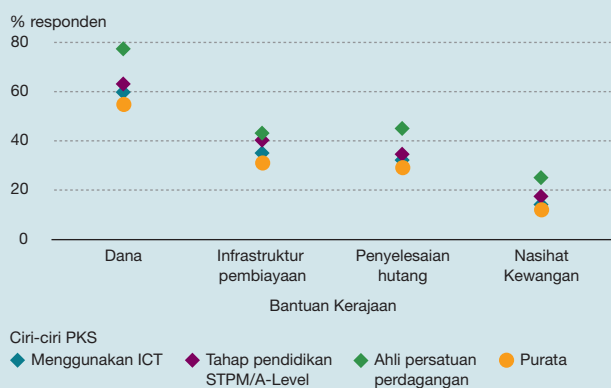 % responden
80
60
40
20
0
Dana
Infrastruktur
pembiayaan
Penyelesaian
hutang
Nasihat
Kewangan
Bantuan Kerajaan
Ciri-ciri PKS
Menggunakan ICT
Tahap pendidikan
STPM/A-Level
Ahli persatuan
perdagangan
Purata